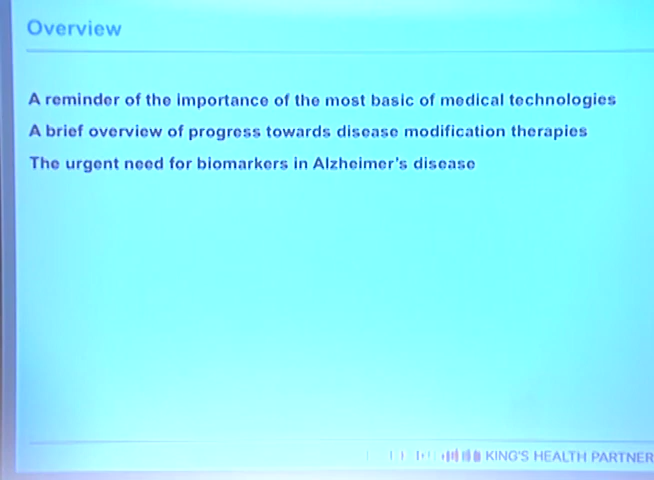 Overview
A reminder of the importance of the most basic of medical technologies
A brief overview of progress towards disease modification therapies
The urgent need for biomarkers in Alzheimer's disease
KING'S HEALTH PARTNER